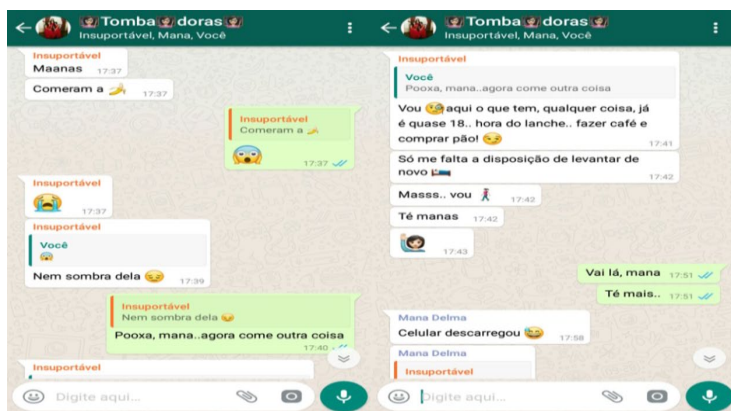 Tomba doras
Insuportável, Mana, Você
Insuportável
Maanas 17:37
Comeram a 🍌 17:37
Insuportável
Comeram a 🍌
😱 17:37
Insuportável
😭 17:37
Insuportável
Você
😱
Nem sombra dela 😔 17:39
Insuportável
Nem sombra dela 😔
Pooxa, mana..agora come outra coisa
17:40
Insuportável
Digite aqui...
Tomba doras
Insuportável, Mana, Você
Insuportável
Você
Pooxa, mana..agora come outra coisa
Vou 🧐 aqui o que tem, qualquer coisa, já
é quase 18.. hora do lanche.. fazer café e
comprar pão! 😏 17:41
Só me falta a disposição de levantar de
novo 🛏 17:42
Masss.. vou 🚶 17:42
Té manas 17:42
🙋 17:43
Vai lá, mana 17:51
Té mais.. 17:51
Mana Delma
Celular descarregou 😅 17:58
Mana Delma
Insuportável
Digite aqui...